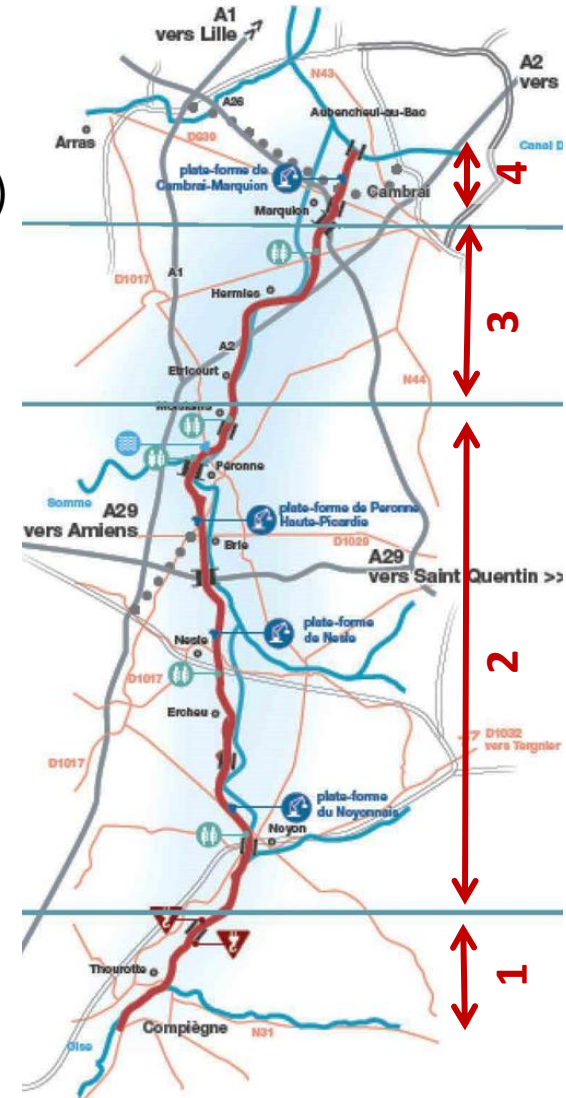 A1
vers Lille
A2
vers
N43
A26
Aubencheul-au-Bac
D939
Arras
Canal D
plate-forme de
Cambrai-Marquion
Cambrai
4
)
Marquion
D1017
A1
Hermies
3
A2
Etricourt
N44
Péronne
Somme
plate-forme de Peronne
Haute-Picardie
A29
vers Amiens
Brie
D1029
A29
vers Saint Quentin >>
plate-forme
de Nesle
Nesle
2
D1017
Ercheu
D1032
vers Tergnier
D1017
plate-forme
du Noyonnais
Noyon
Thourotte
1
Compiègne
N31
Oise